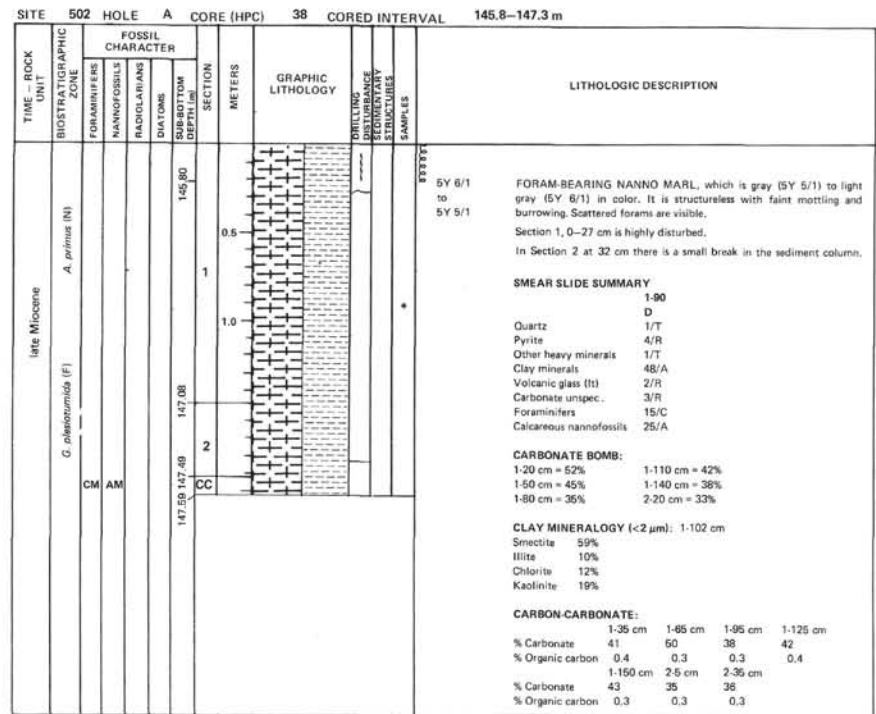 SITE 502 HOLE A CORE (HPC) 38 CORED INTERVAL 145.8–147.3 m
TIME – ROCK UNIT
BIOSTRATIGRAPHIC ZONE
FOSSIL CHARACTER
FORAMINIFERS
NANNOFOSSILS
RADIOLARIANS
DIATOMS
SUB-BOTTOM DEPTH (m)
SECTION
METERS
GRAPHIC LITHOLOGY
DRILLING DISTURBANCE
SEDIMENTARY STRUCTURES
SAMPLES
LITHOLOGIC DESCRIPTION
late Miocene
A. primus (N)
G. plesiotumida (F)
CM AM
145.80
147.08
147.49
147.59
1
2
CC
0.5
1.0
*
5Y 6/1
to
5Y 5/1
FORAM-BEARING NANNO MARL, which is gray (5Y 5/1) to light
gray (5Y 6/1) in color. It is structureless with faint mottling and
burrowing. Scattered forams are visible.
Section 1, 0–27 cm is highly disturbed.
In Section 2 at 32 cm there is a small break in the sediment column.
SMEAR SLIDE SUMMARY
1-90
D
Quartz 1/T
Pyrite 4/R
Other heavy minerals 1/T
Clay minerals 48/A
Volcanic glass (lt) 2/R
Carbonate unspec. 3/R
Foraminifers 15/C
Calcareous nannofossils 25/A
CARBONATE BOMB:
1-20 cm = 52% 1-110 cm = 42%
1-50 cm = 45% 1-140 cm = 38%
1-80 cm = 35% 2-20 cm = 33%
CLAY MINERALOGY (<2 μm): 1-102 cm
Smectite 59%
Illite 10%
Chlorite 12%
Kaolinite 19%
CARBON-CARBONATE:
1-35 cm 1-65 cm 1-95 cm 1-125 cm
% Carbonate 41 50 38 42
% Organic carbon 0.4 0.3 0.3 0.4
1-150 cm 2-5 cm 2-35 cm
% Carbonate 43 35 36
% Organic carbon 0.3 0.3 0.3